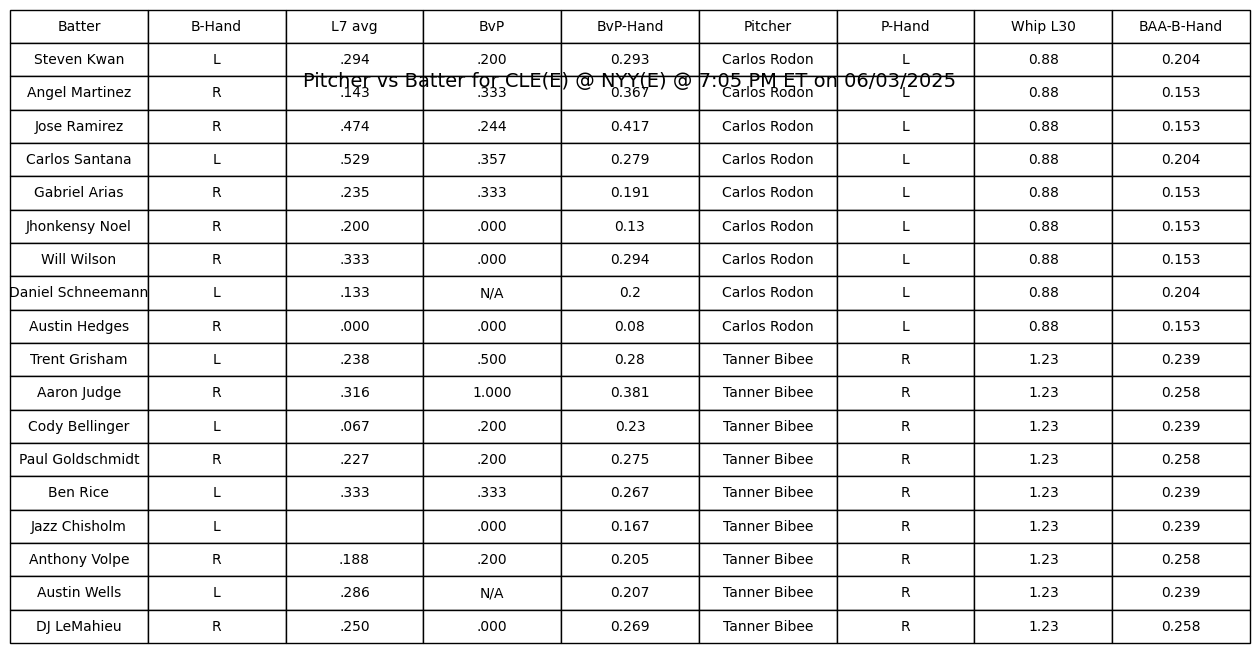 Batter B-Hand L7 avg BvP BvP-Hand Pitcher P-Hand Whip L30 BAA-B-Hand
Steven Kwan L .294 .200 0.293 Carlos Rodon L 0.88 0.204
Pitcher vs Batter for CLE(E) @ NYY(E) @ 7:05 PM ET on 06/03/2025
Angel Martinez R .143 .333 0.367 Carlos Rodon L 0.88 0.153
Jose Ramirez R .474 .244 0.417 Carlos Rodon L 0.88 0.153
Carlos Santana L .529 .357 0.279 Carlos Rodon L 0.88 0.204
Gabriel Arias R .235 .333 0.191 Carlos Rodon L 0.88 0.153
Jhonkensy Noel R .200 .000 0.13 Carlos Rodon L 0.88 0.153
Will Wilson R .333 .000 0.294 Carlos Rodon L 0.88 0.153
Daniel Schneemann L .133 N/A 0.2 Carlos Rodon L 0.88 0.204
Austin Hedges R .000 .000 0.08 Carlos Rodon L 0.88 0.153
Trent Grisham L .238 .500 0.28 Tanner Bibee R 1.23 0.239
Aaron Judge R .316 1.000 0.381 Tanner Bibee R 1.23 0.258
Cody Bellinger L .067 .200 0.23 Tanner Bibee R 1.23 0.239
Paul Goldschmidt R .227 .200 0.275 Tanner Bibee R 1.23 0.258
Ben Rice L .333 .333 0.267 Tanner Bibee R 1.23 0.239
Jazz Chisholm L .000 0.167 Tanner Bibee R 1.23 0.239
Anthony Volpe R .188 .200 0.205 Tanner Bibee R 1.23 0.258
Austin Wells L .286 N/A 0.207 Tanner Bibee R 1.23 0.239
DJ LeMahieu R .250 .000 0.269 Tanner Bibee R 1.23 0.258